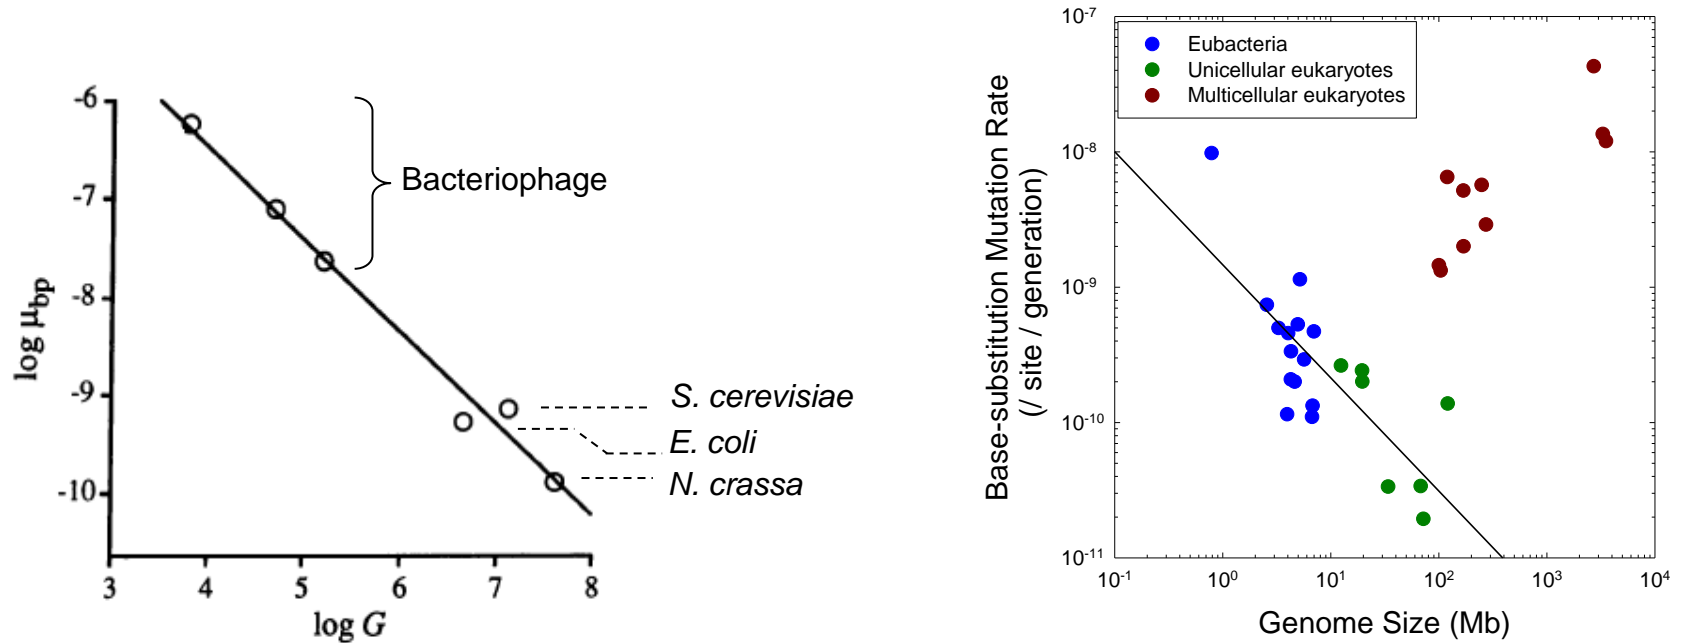 -6
-7
-8
-9
-10
log μbp
3
4
5
6
7
8
log G
Bacteriophage
S. cerevisiae
E. coli
N. crassa
Eubacteria
Unicellular eukaryotes
Multicellular eukaryotes
10-7
10-8
10-9
10-10
10-11
Base-substitution Mutation Rate
(/ site / generation)
10-1
100
101
102
103
104
Genome Size (Mb)